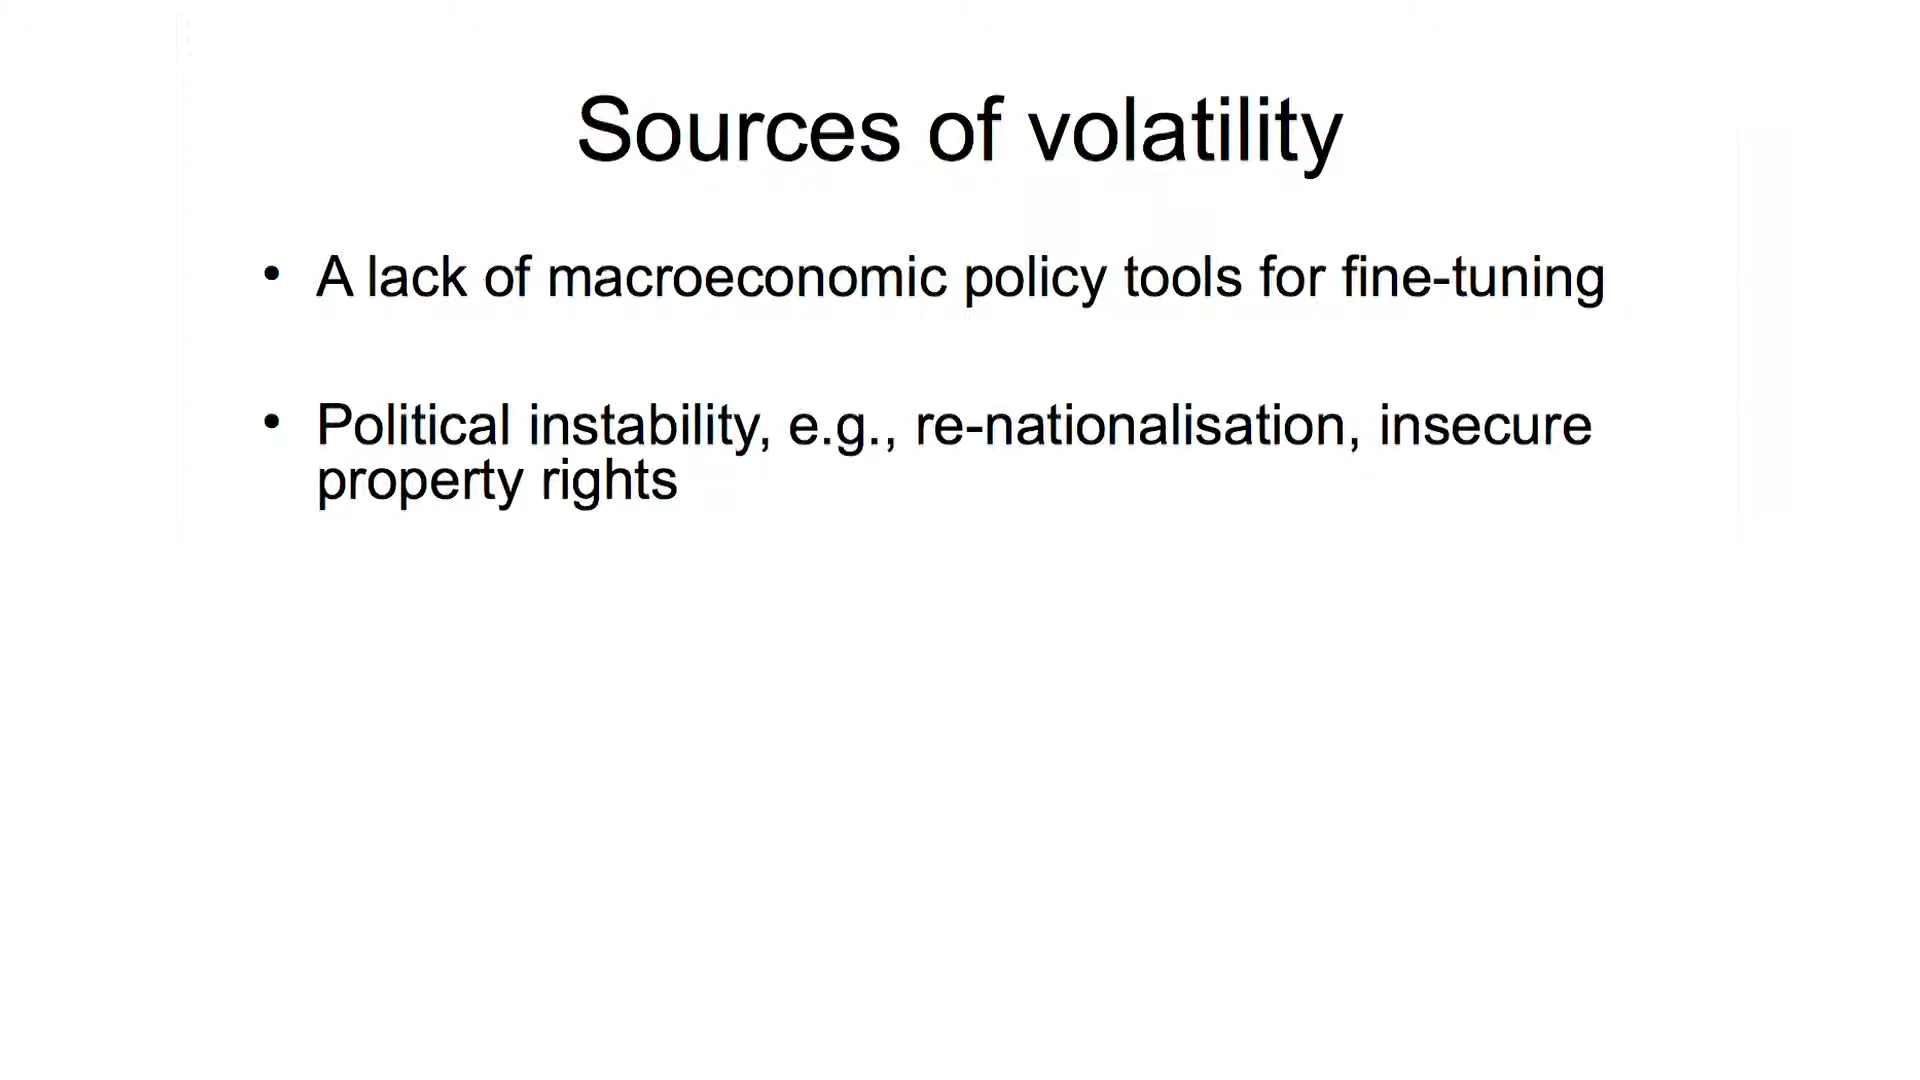 Sources of volatility
• A lack of macroeconomic policy tools for fine-tuning
• Political instability, e.g., re-nationalisation, insecure
property rights